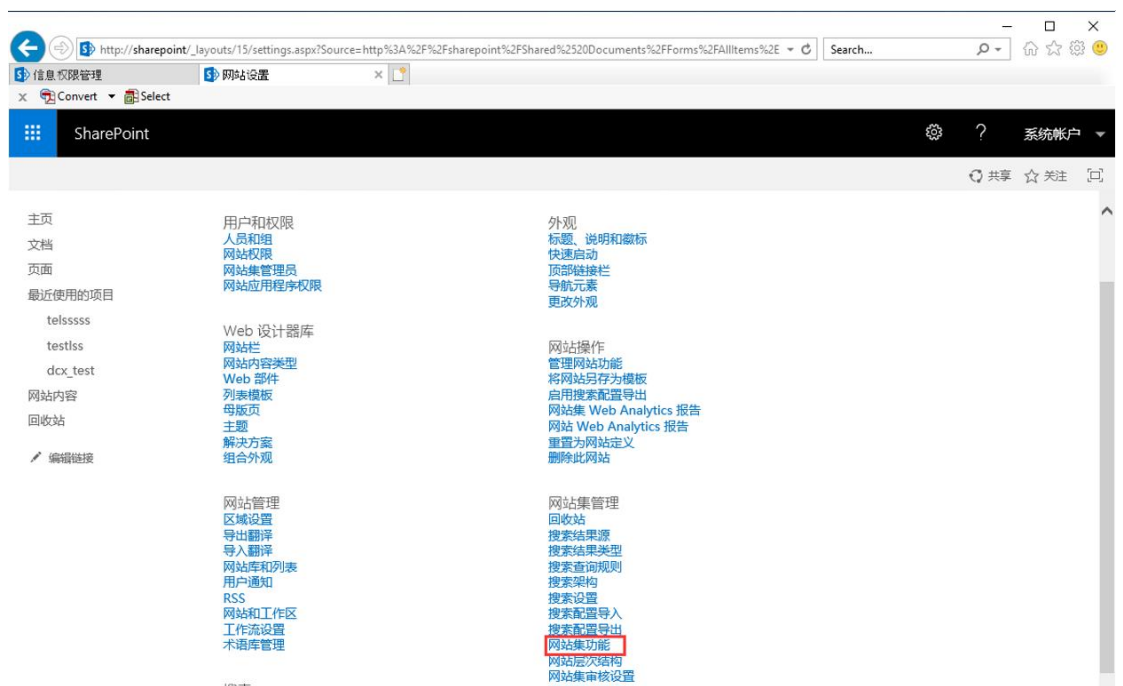 http://sharepoint/_layouts/15/settings.aspx?Source=http%3A%2F%2Fsharepoint%2FShared%2520Documents%2FForms%2FAllItems%2E
Search...
信息权限管理
网站设置
x Convert Select
SharePoint
?
系统帐户
共享 关注
主页
文档
页面
最近使用的项目
telsssss
testlss
dcx_test
网站内容
回收站
编辑链接
用户和权限
人员和组
网站权限
网站集管理员
网站应用程序权限
Web 设计器库
网站栏
网站内容类型
Web 部件
列表模板
母版页
主题
解决方案
组合外观
网站管理
区域设置
导出翻译
导入翻译
网站库和列表
用户通知
RSS
网站和工作区
工作流设置
术语库管理
外观
标题、说明和徽标
快速启动
顶部链接栏
导航元素
更改外观
网站操作
管理网站功能
将网站另存为模板
启用搜索配置导出
网站集 Web Analytics 报告
网站 Web Analytics 报告
重置为网站定义
删除此网站
网站集管理
回收站
搜索结果源
搜索结果类型
搜索查询规则
搜索架构
搜索设置
搜索配置导入
搜索配置导出
网站集功能
网站层次结构
网站集审核设置